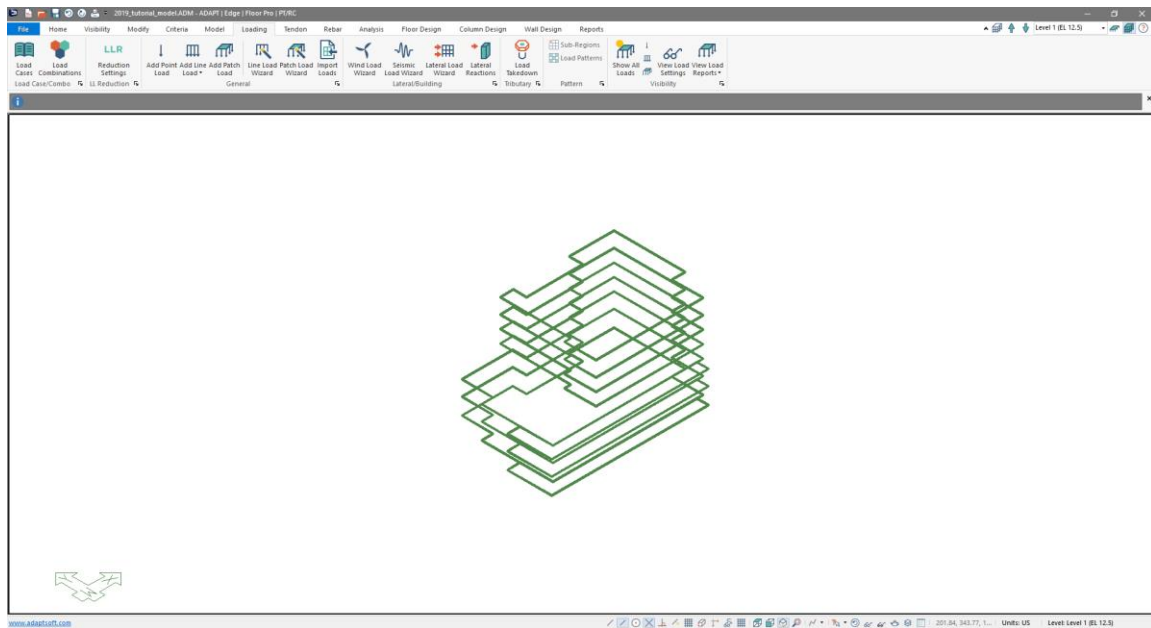 2019_tutorial_model.ADM - ADAPT | Edge | Floor Pro | PT/RC
File Home Visibility Modify Criteria Model Loading Tendon Rebar Analysis Floor Design Column Design Wall Design Reports
Level 1 (EL 12.5)
LLR
Load Cases
Load Combinations
Reduction Settings
Add Point Load
Add Line Load
Add Patch Load
Line Load Wizard
Patch Load Wizard
Import Loads
Wind Load Wizard
Seismic Load Wizard
Lateral Load Wizard
Lateral Reactions
Load Takedown
Sub-Regions
Load Patterns
Show All Loads
View Load Settings
View Load Reports
Load Case/Combo LL Reduction General Lateral/Building Tributary Pattern Visibility
www.adaptsoft.com
201.84, 343.77, 1... Units: US Level: Level 1 (EL 12.5)